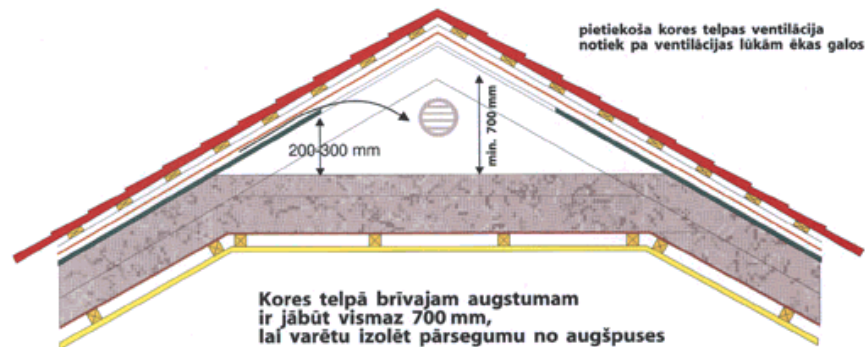 pietiekoša kores telpas ventilācija
notiek pa ventilācijas lūkām ēkas galos
min. 700 mm
200-300 mm
Kores telpā brīvajam augstumam
ir jābūt vismaz 700 mm,
lai varētu izolēt pārsegumu no augšpuses